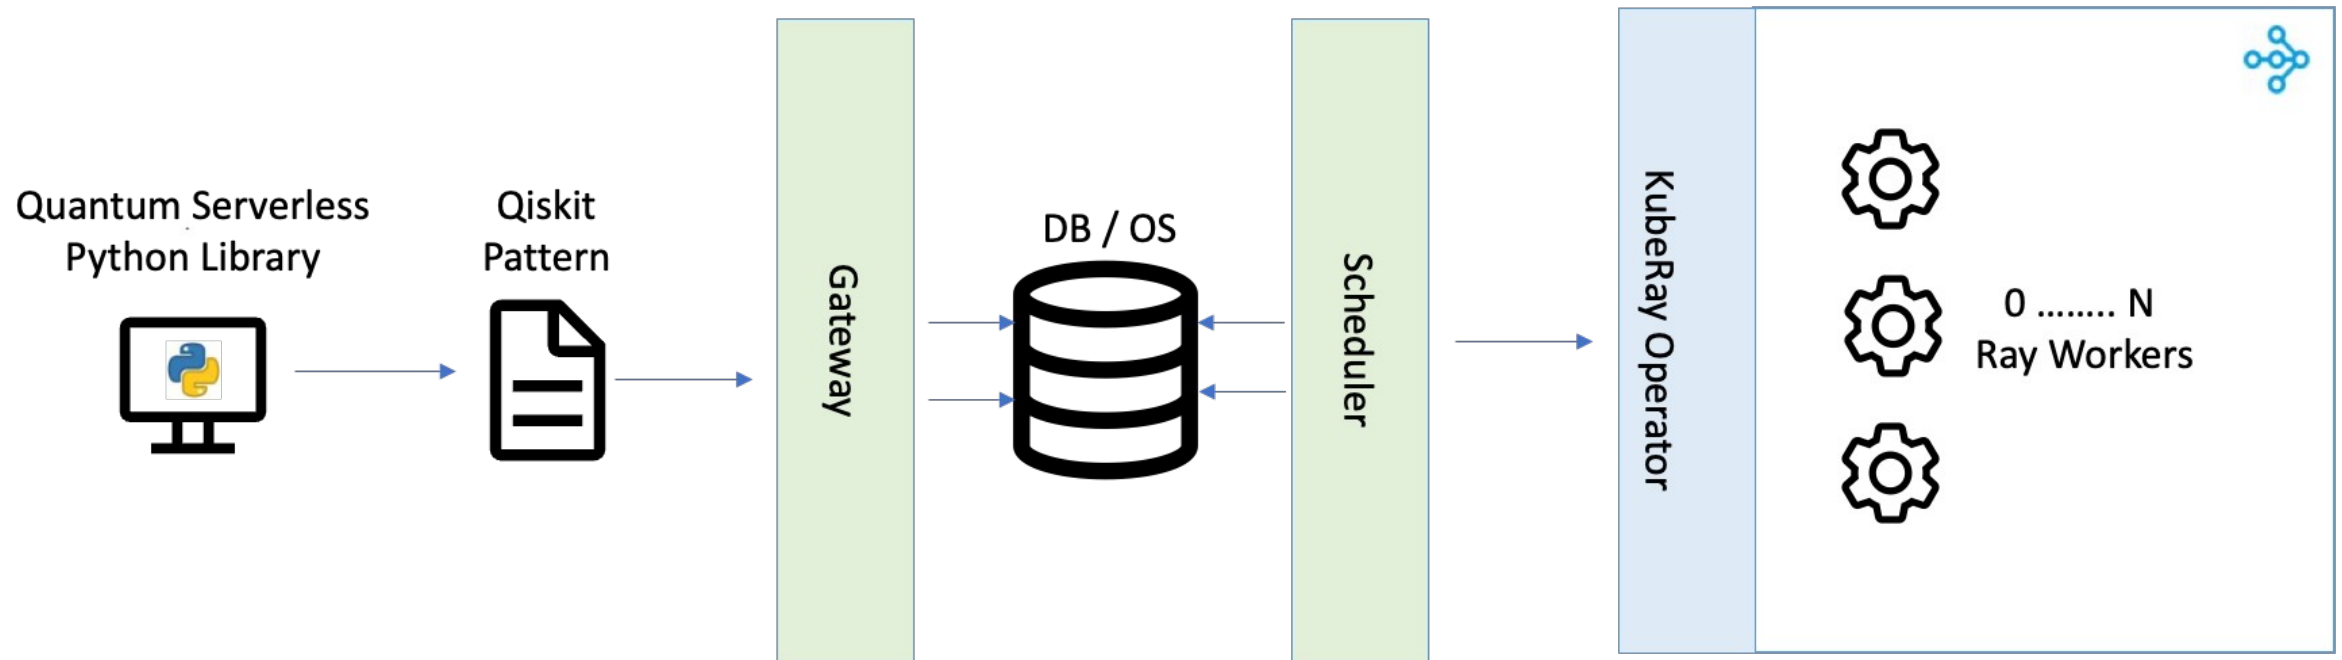 Quantum Serverless
Python Library
Qiskit
Pattern
Gateway
DB / OS
Scheduler
KubeRay Operator
0 ........ N
Ray Workers